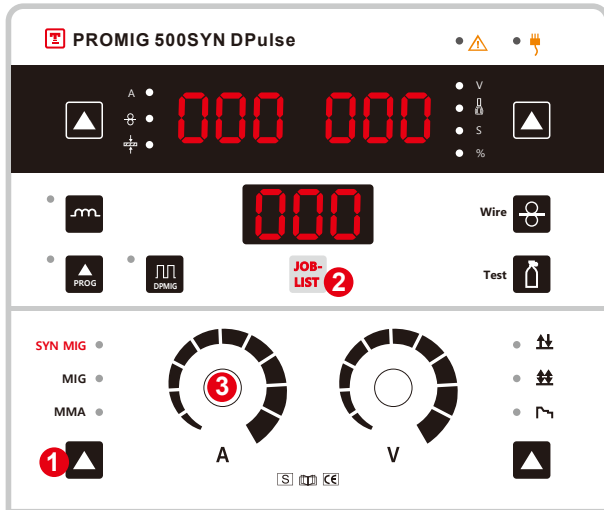 PROMIG 500SYN DPulse
A
V
S
%
000 000
000
Wire
PROG
DPMIG
JOB-
LIST
2
Test
SYN MIG
MIG
MMA
1
3
A
V
S
CE